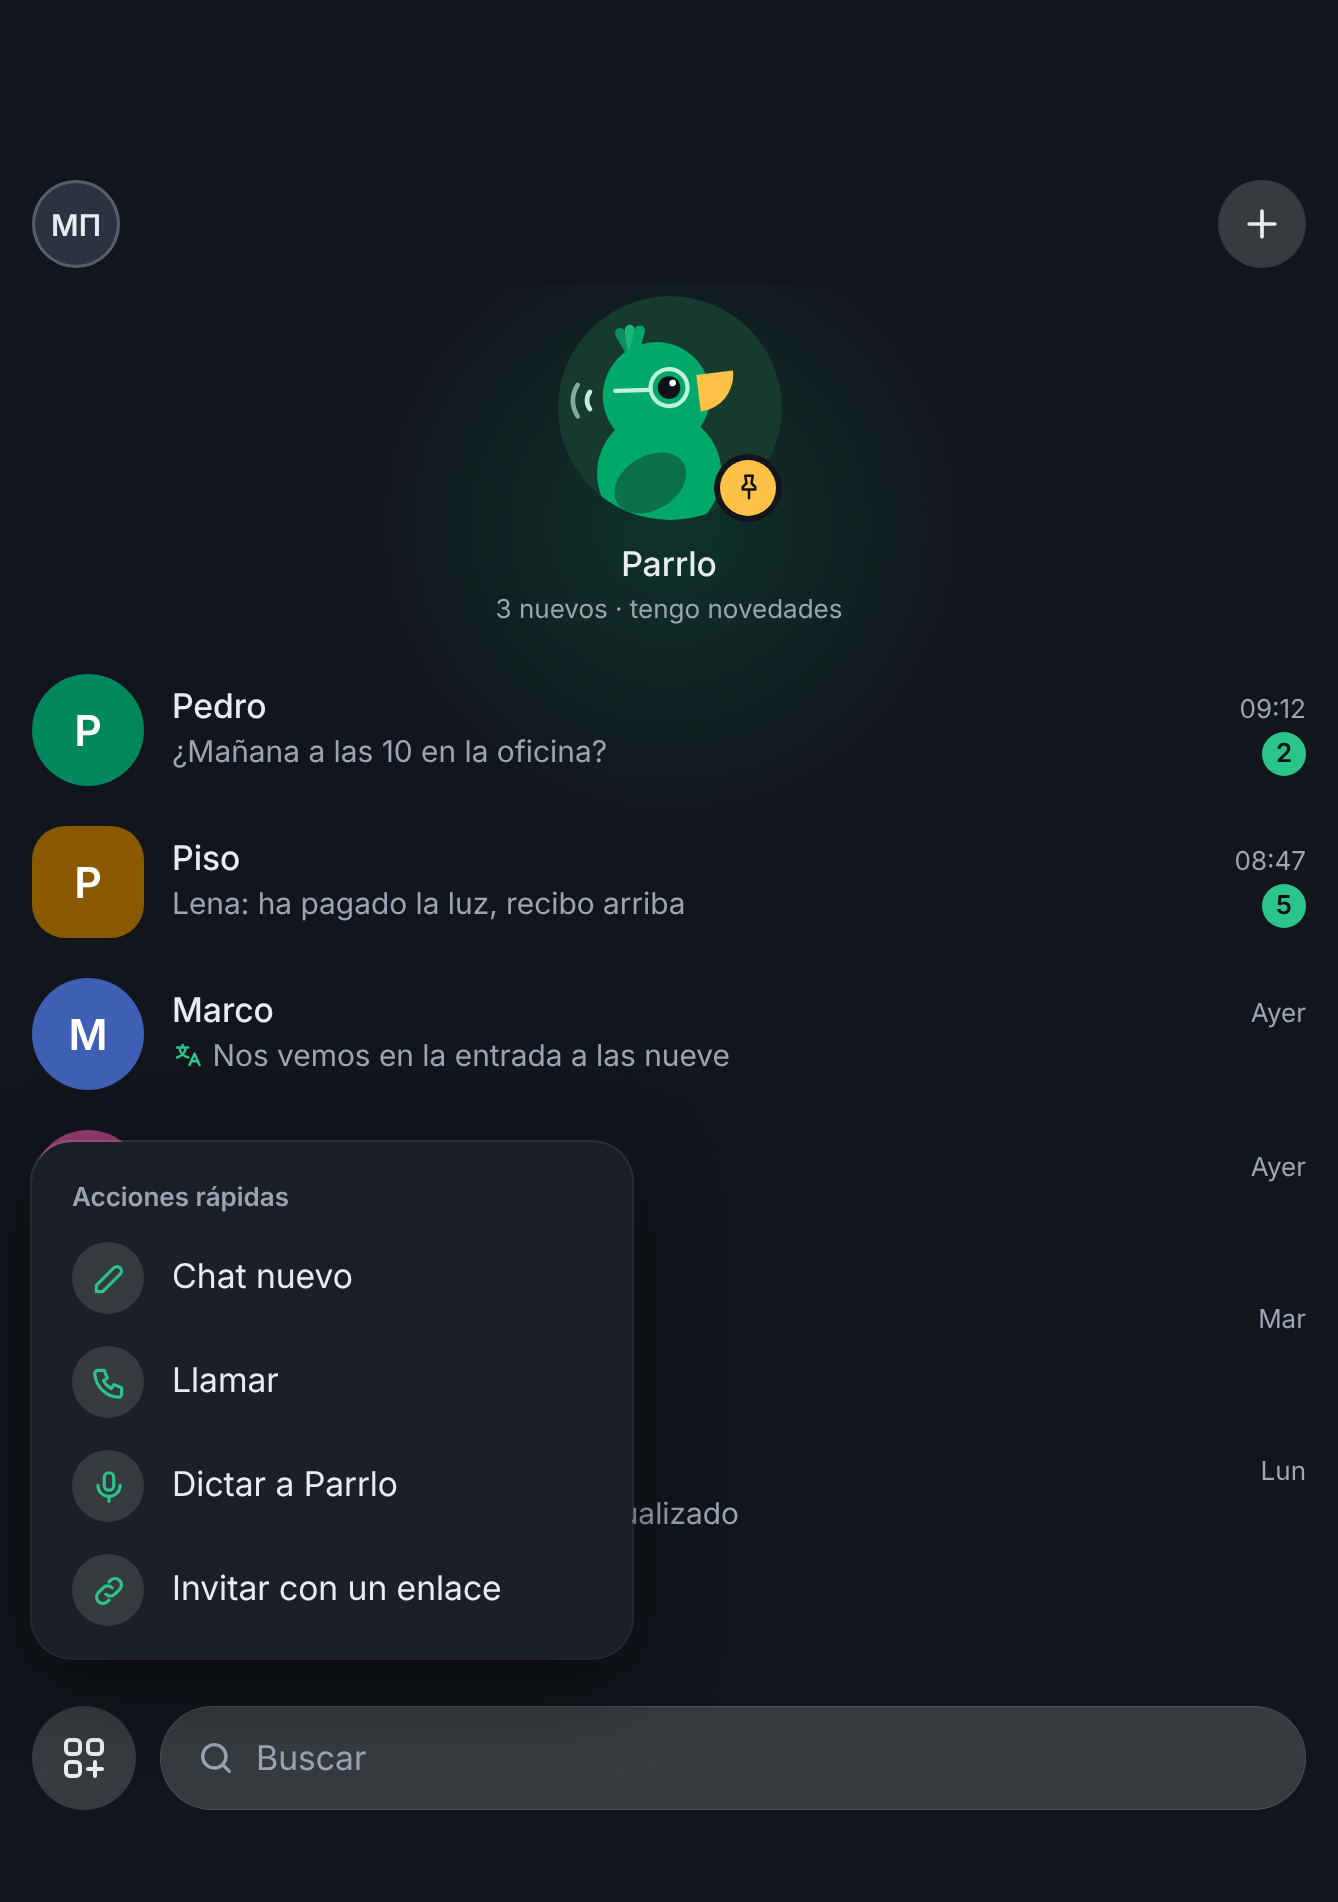 МП
Parrlo
3 nuevos · tengo novedades
P
Pedro
09:12
¿Mañana a las 10 en la oficina?
2
P
Piso
08:47
Lena: ha pagado la luz, recibo arriba
5
M
Marco
Ayer
Nos vemos en la entrada a las nueve
Ayer
Acciones rápidas
Chat nuevo
Mar
Llamar
Lun
Dictar a Parrlo
Invitar con un enlace
Buscar